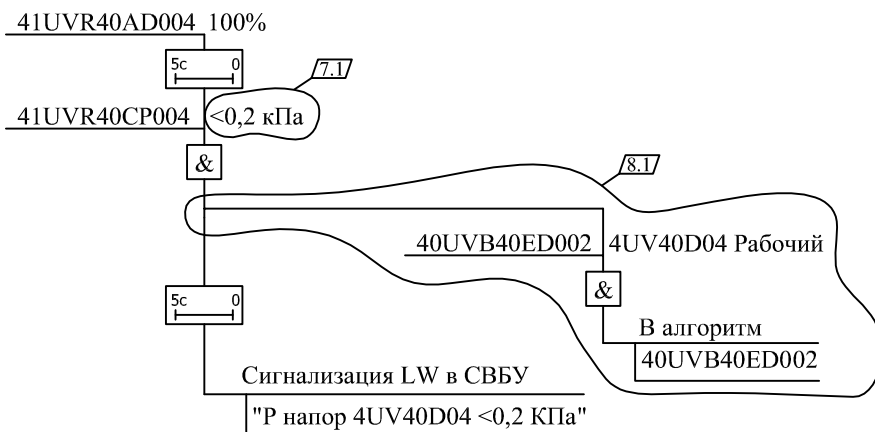 41UVR40AD004 100%
5с 0
7.1
41UVR40CP004 <0,2 кПа
&
8.1
40UVB40ED002 4UV40D04 Рабочий
&
5с 0
В алгоритм
40UVB40ED002
Сигнализация LW в СВБУ
"Р напор 4UV40D04 <0,2 КПа"